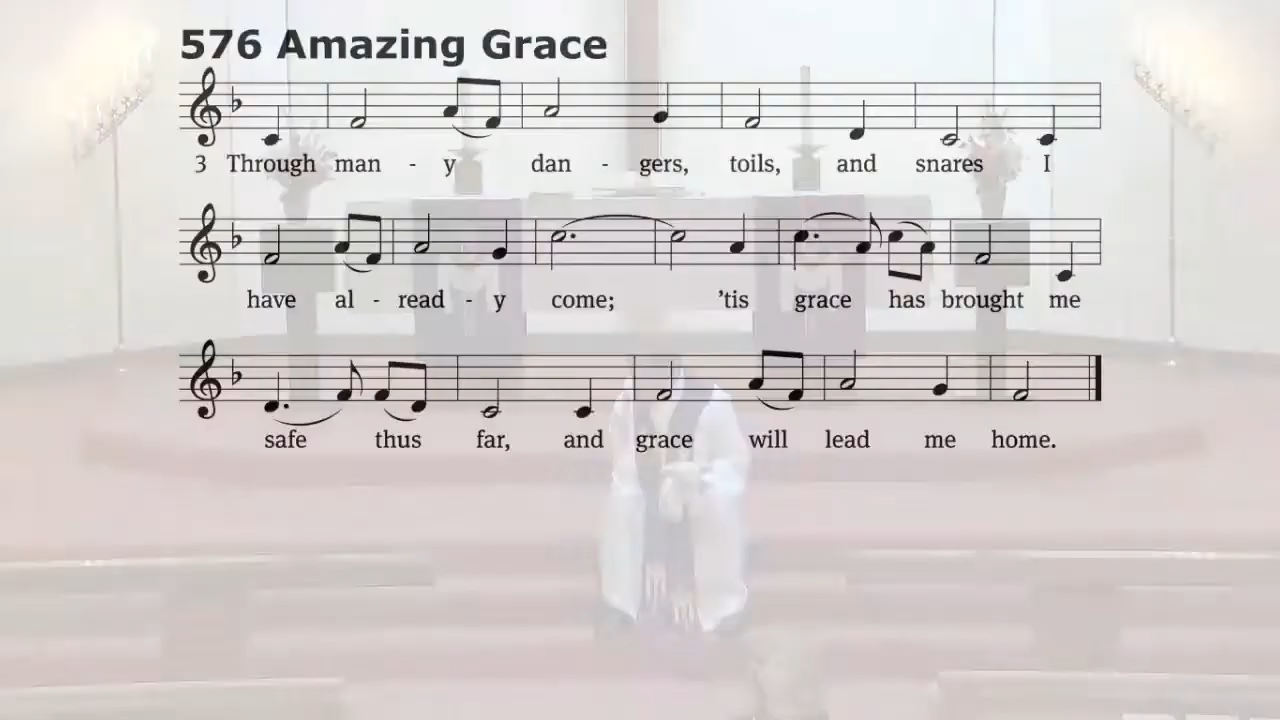 576 Amazing Grace
3 Through man - y dan - gers, toils, and snares I
have al - read - y come; ’tis grace has brought me
safe thus far, and grace will lead me home.